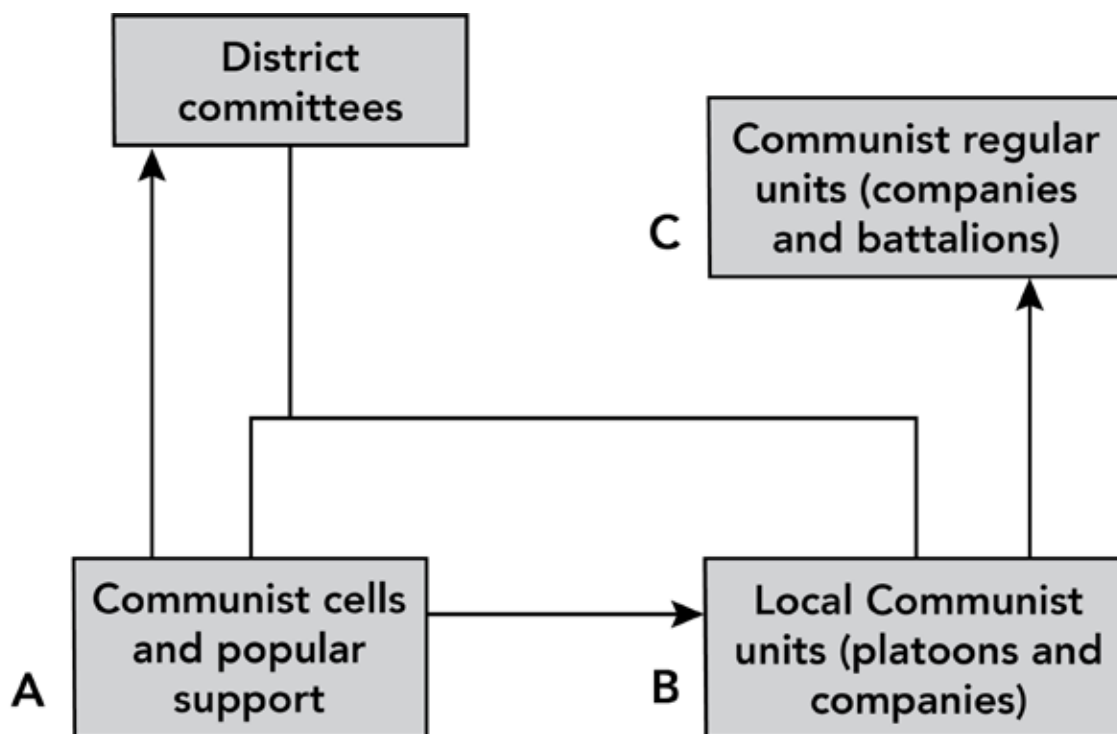 District
committees
Communist regular
units (companies
and battalions)
C
Communist cells
and popular
support
A
Local Communist
units (platoons and
companies)
B